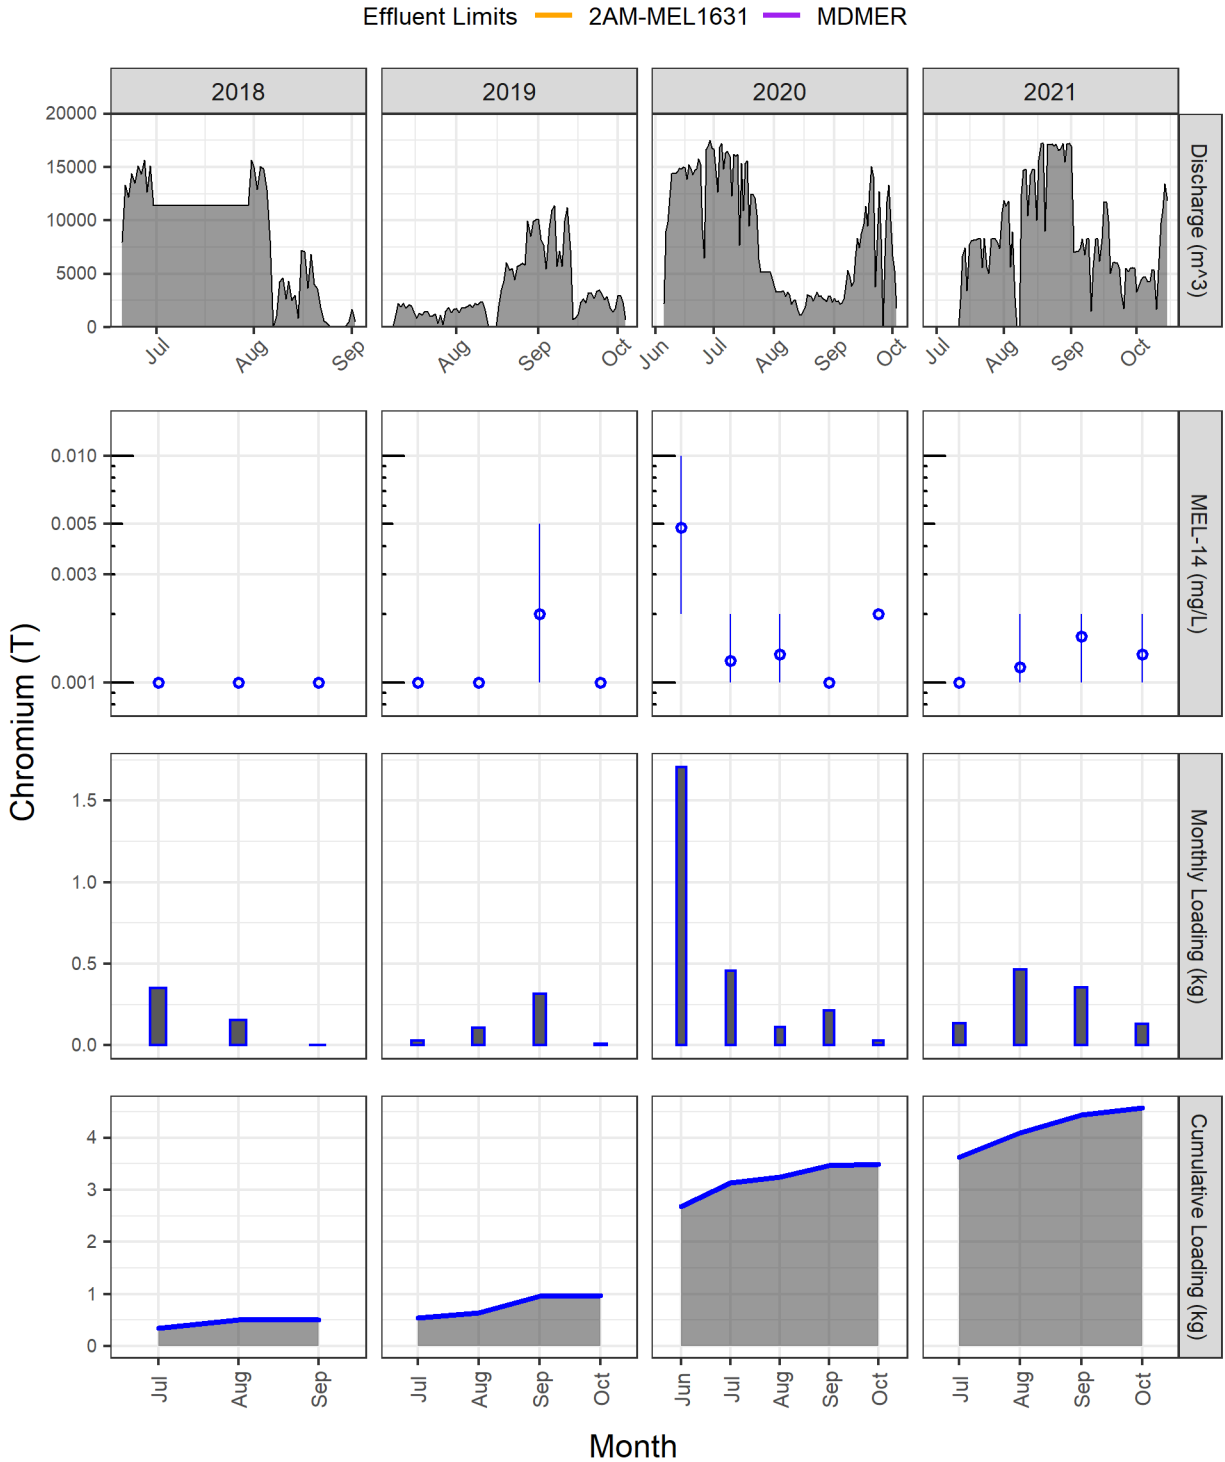 Effluent Limits 2AM-MEL1631 MDMER
2018 2019 2020 2021
20000
15000
10000
5000
0
Discharge (m^3)
Jul Aug Sep Aug Sep Oct Jun Jul Aug Sep Oct Jul Aug Sep Oct
0.010
0.005
0.003
0.001
MEL-14 (mg/L)
Chromium (T)
1.5
1.0
0.5
0.0
Monthly Loading (kg)
4
3
2
1
0
Cumulative Loading (kg)
Jul Aug Sep Jul Aug Sep Oct Jun Jul Aug Sep Oct Jul Aug Sep Oct
Month